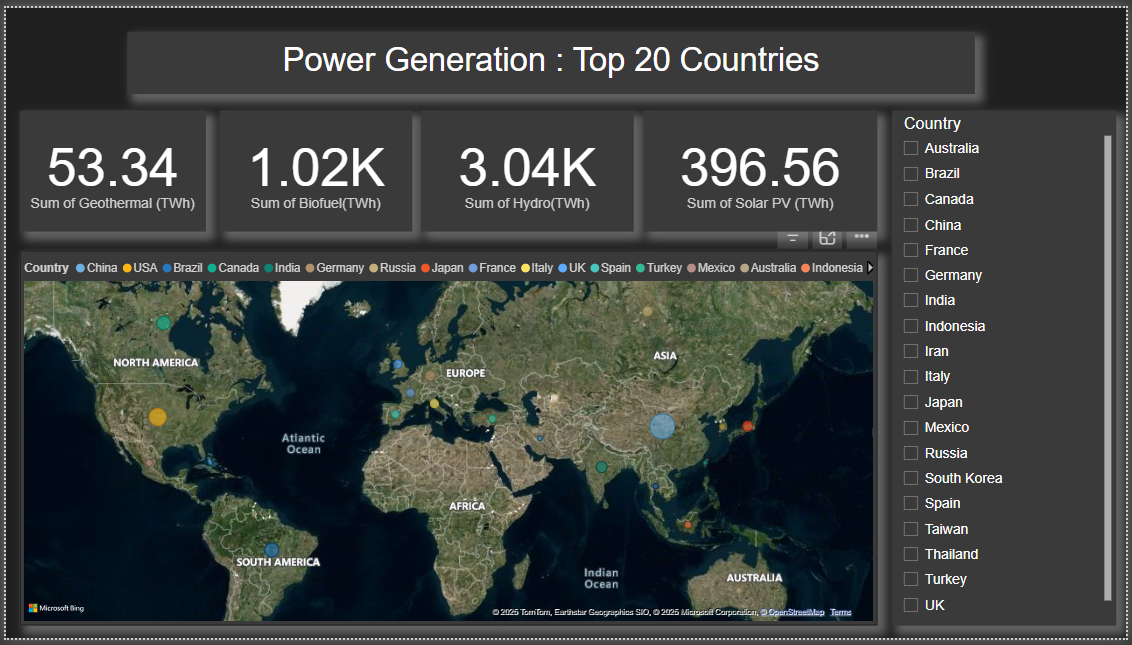 Power Generation : Top 20 Countries
53.34
Sum of Geothermal (TWh)
1.02K
Sum of Biofuel(TWh)
3.04K
Sum of Hydro(TWh)
396.56
Sum of Solar PV (TWh)
Country China USA Brazil Canada India Germany Russia Japan France Italy UK Spain Turkey Mexico Australia Indonesia
NORTH AMERICA
EUROPE
ASIA
Atlantic
Ocean
AFRICA
SOUTH AMERICA
Indian
Ocean
AUSTRALIA
Microsoft Bing
© 2025 TomTom, Earthstar Geographics SIO, © 2025 Microsoft Corporation, © OpenStreetMap Terms
Country
Australia
Brazil
Canada
China
France
Germany
India
Indonesia
Iran
Italy
Japan
Mexico
Russia
South Korea
Spain
Taiwan
Thailand
Turkey
UK